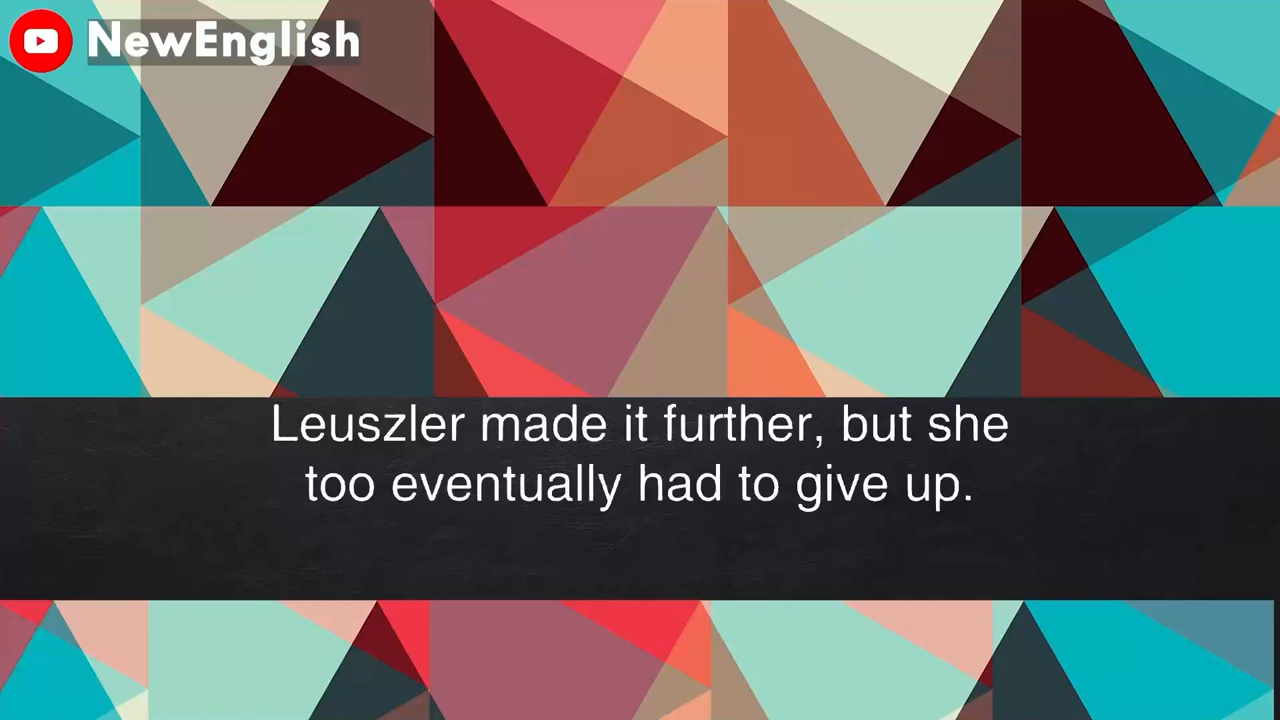 NewEnglish
Leuszler made it further, but she
too eventually had to give up.